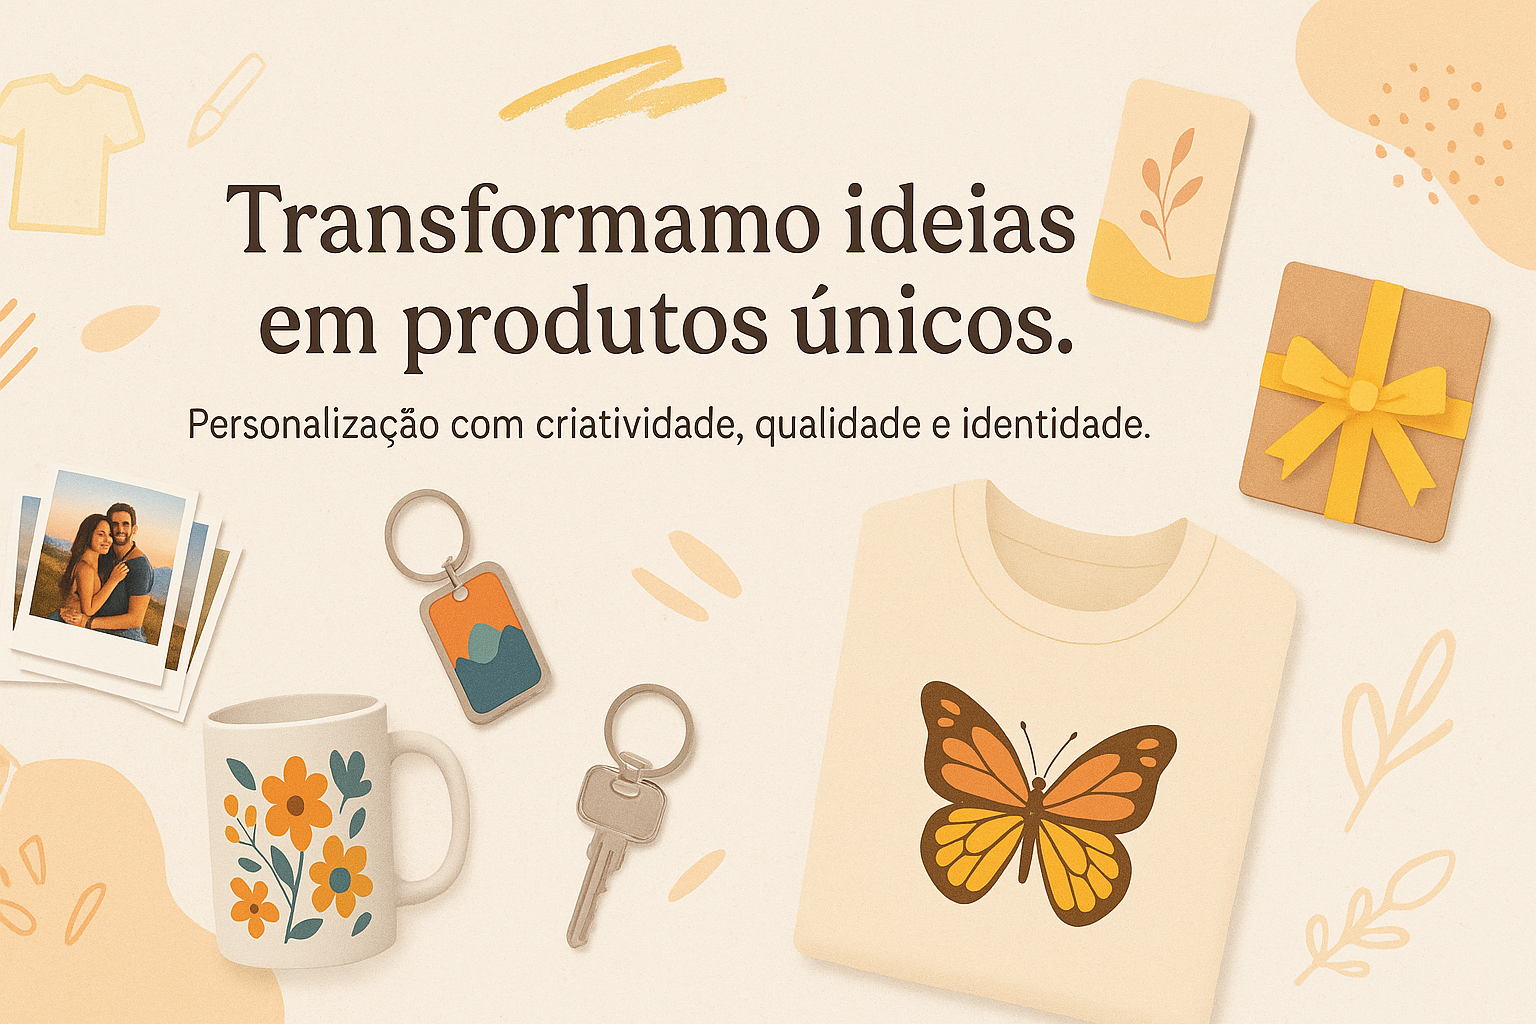 Transformamo ideias
em produtos únicos.
Personalização com criatividade, qualidade e identidade.